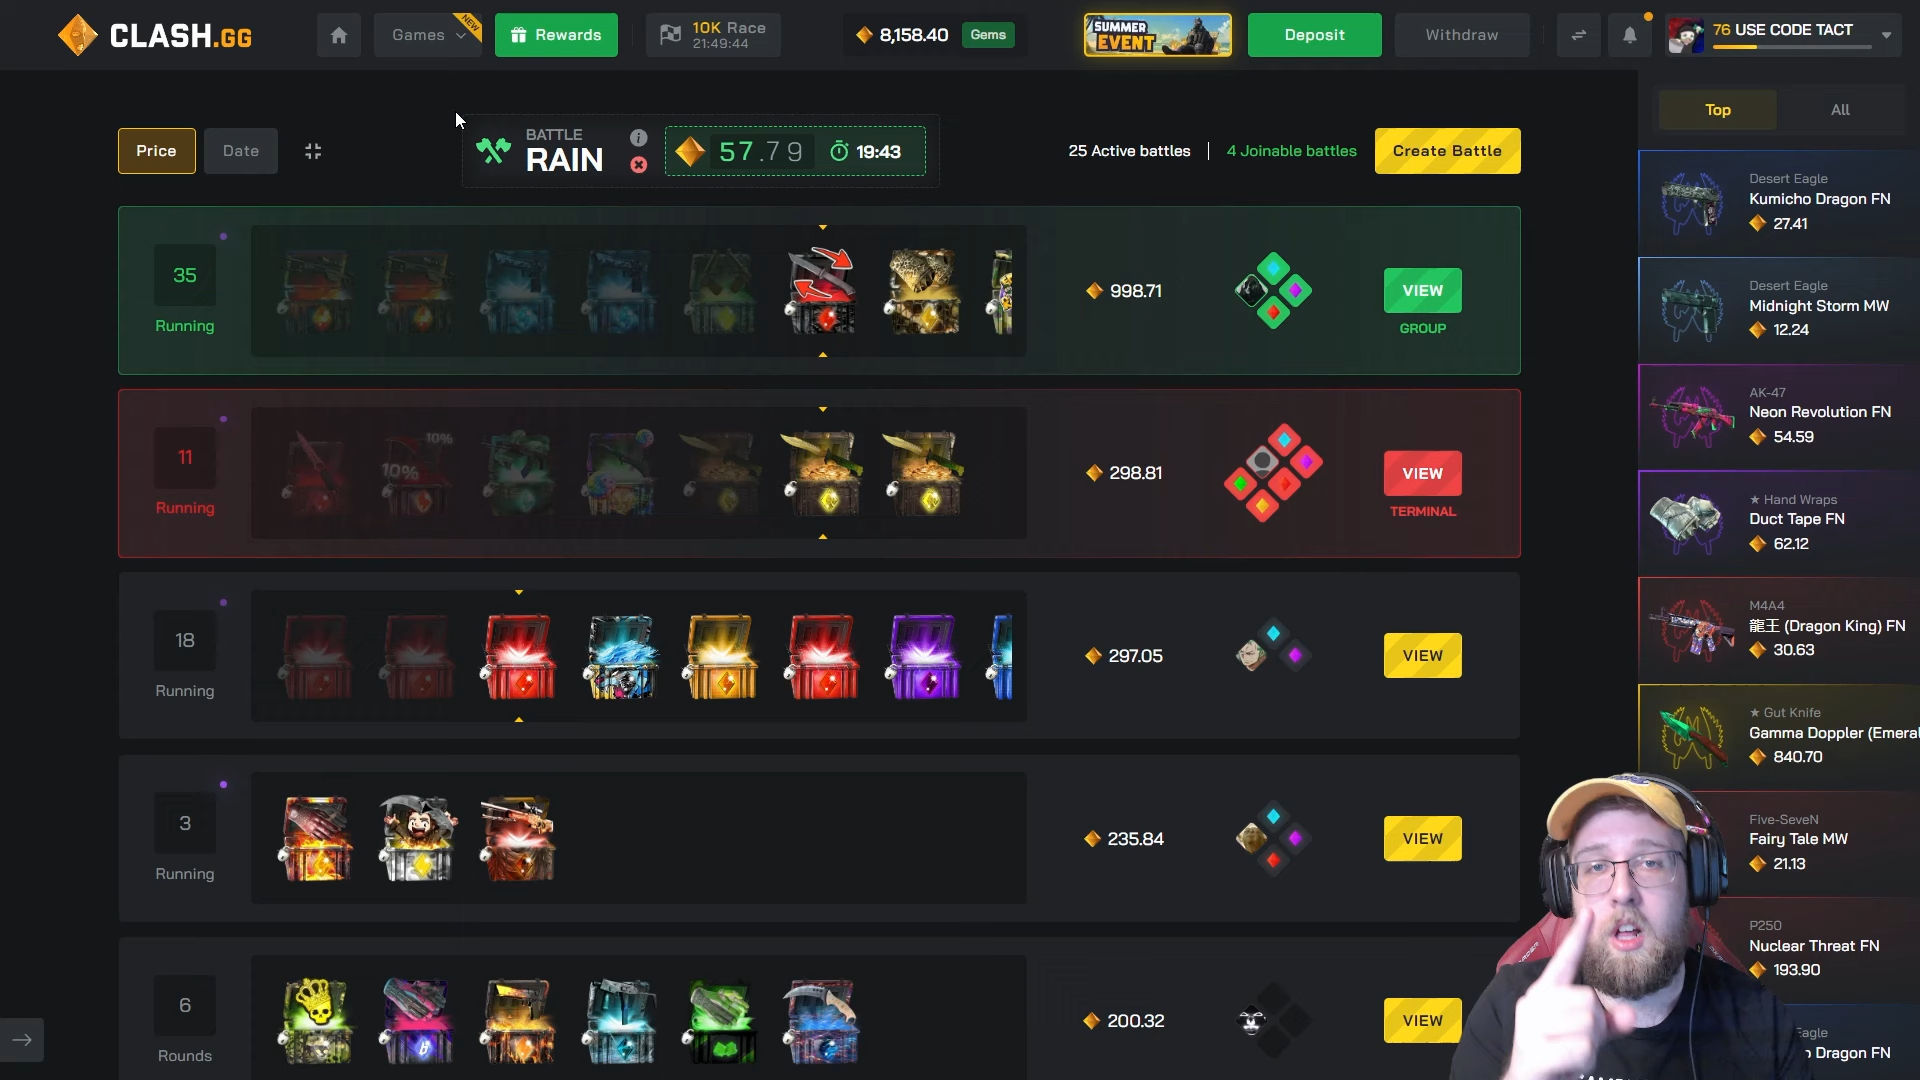 CLASH.GG
Games
NEW
Rewards
10K Race
21:49:44
8,158.40
Gems
SUMMER
EVENT
Deposit
Withdraw
76 USE CODE TACT
Price
Date
BATTLE
RAIN
57.79
19:43
25 Active battles
4 Joinable battles
Create Battle
Top
All
35
Running
998.71
VIEW
GROUP
11
Running
10%
10%
298.81
VIEW
TERMINAL
18
Running
297.05
VIEW
3
Running
235.84
VIEW
6
Rounds
200.32
VIEW
Desert Eagle
Kumicho Dragon FN
27.41
Desert Eagle
Midnight Storm MW
12.24
AK-47
Neon Revolution FN
54.59
★ Hand Wraps
Duct Tape FN
62.12
M4A4
龍王 (Dragon King) FN
30.63
★ Gut Knife
Gamma Doppler (Emeral
840.70
Five-SeveN
Fairy Tale MW
21.13
P250
Nuclear Threat FN
193.90
Eagle
Dragon FN